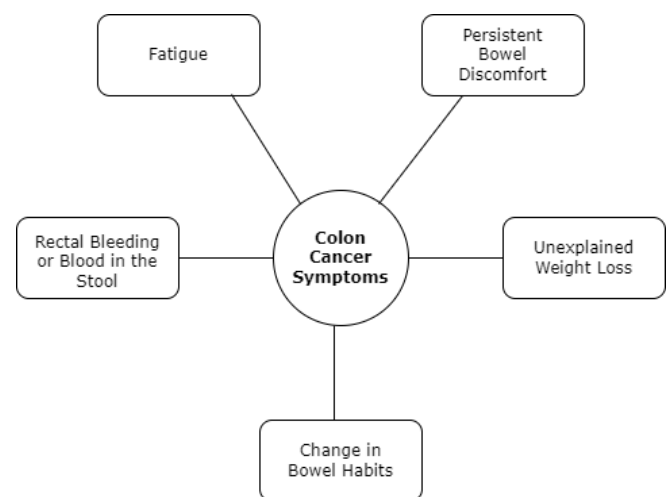 Fatigue
Persistent
Bowel
Discomfort
Rectal Bleeding
or Blood in the
Stool
Colon
Cancer
Symptoms
Unexplained
Weight Loss
Change in
Bowel Habits